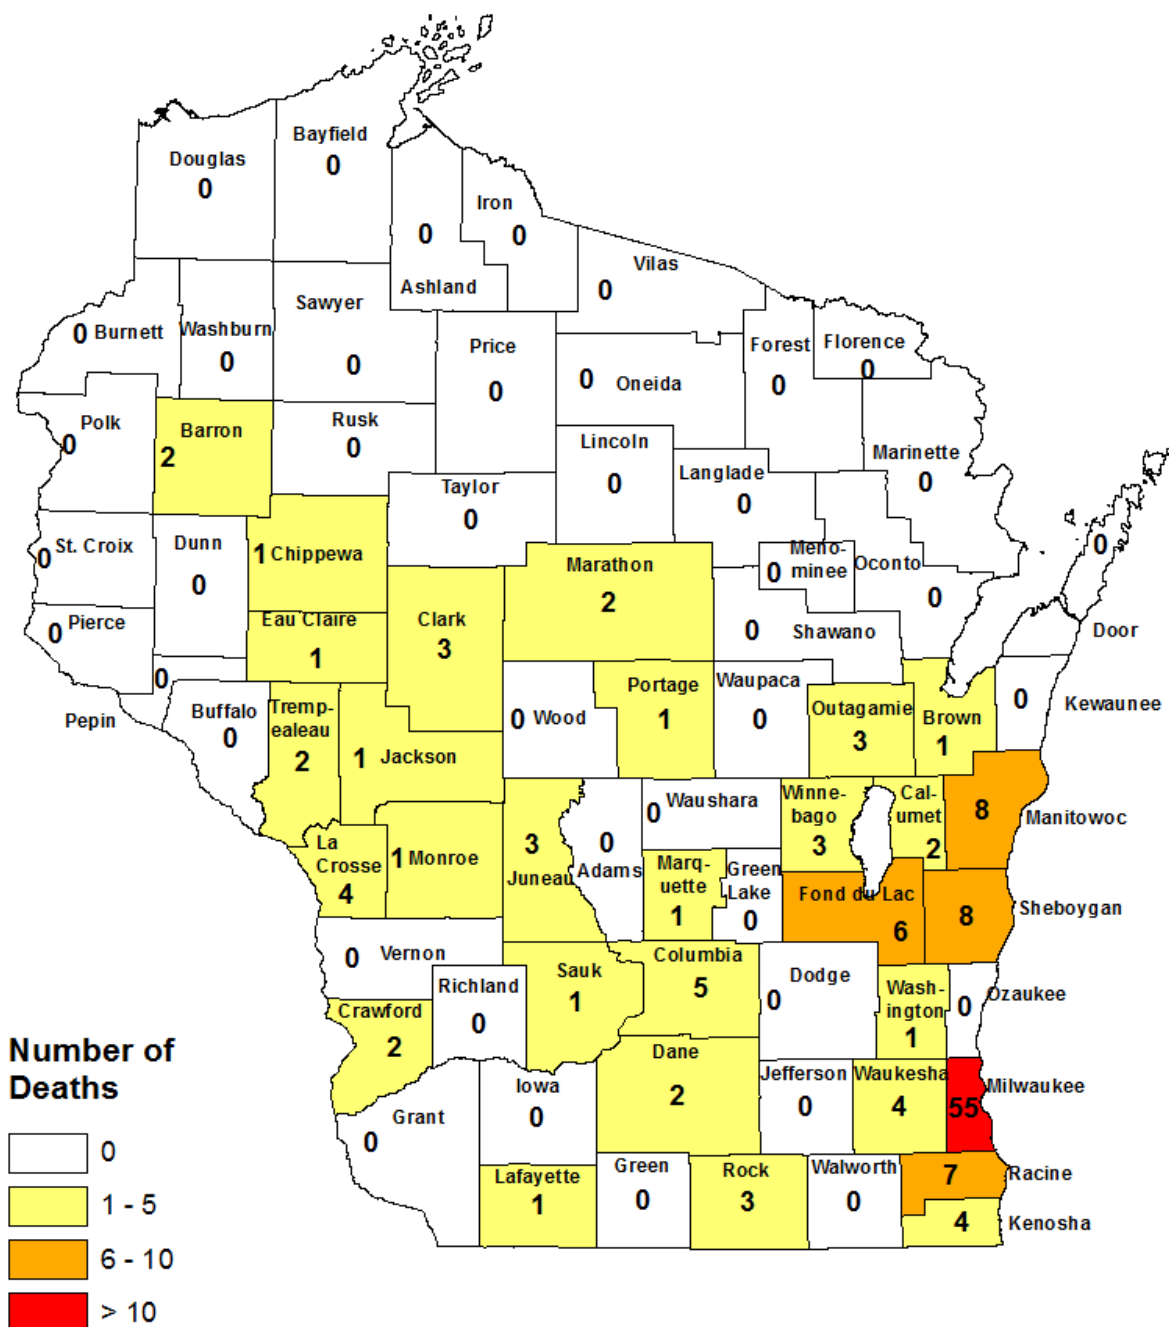 Bayfield
0
Douglas
0
Iron
0
0
Ashland
Vilas
0
Sawyer
0
0 Burnett
Washburn
0
Price
0
Forest
0
Florence
0
0 Oneida
Polk
0
Barron
2
Rusk
0
Lincoln
0
Langlade
0
Marinette
0
Taylor
0
St. Croix
0
Dunn
0
1 Chippewa
Marathon
2
Meno-
0 minee
Oconto
0
0
Door
Pierce
0
Eau Claire
1
Clark
3
0 Shawano
0
Pepin
Buffalo
0
Tremp-
ealeau
2
1 Jackson
0 Wood
Portage
1
Waupaca
0
Outagamie
3
Brown
1
0
Kewaunee
La
Crosse
4
1 Monroe
3
Juneau
0
Adams
0 Waushara
Winne-
bago
3
Cal-
umet
2
8
Manitowoc
Marq-
uette
1
Green
Lake
0
Fond du Lac
6
8
Sheboygan
0 Vernon
Richland
0
Sauk
1
Columbia
5
Dodge
0
Wash-
ington
1
0 Ozaukee
Crawford
2
Grant
0
Iowa
0
Dane
2
Jefferson
0
Waukesha
4
55 Milwaukee
Lafayette
1
Green
0
Rock
3
Walworth
0
7 Racine
4 Kenosha
Number of
Deaths
0
1 - 5
6 - 10
> 10